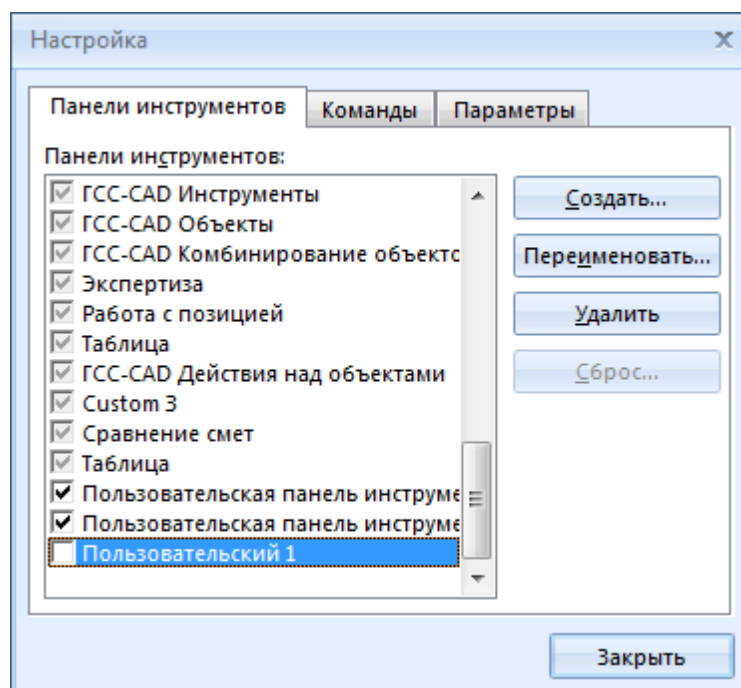 Настройка
Панели инструментов
Команды
Параметры
Панели инструментов:
ГСС-CAD Инструменты
ГСС-CAD Объекты
ГСС-CAD Комбинирование объекто
Экспертиза
Работа с позицией
Таблица
ГСС-CAD Действия над объектами
Custom 3
Сравнение смет
Таблица
Пользовательская панель инструме
Пользовательская панель инструме
Пользовательский 1
Создать...
Переименовать...
Удалить
Сброс...
Закрыть